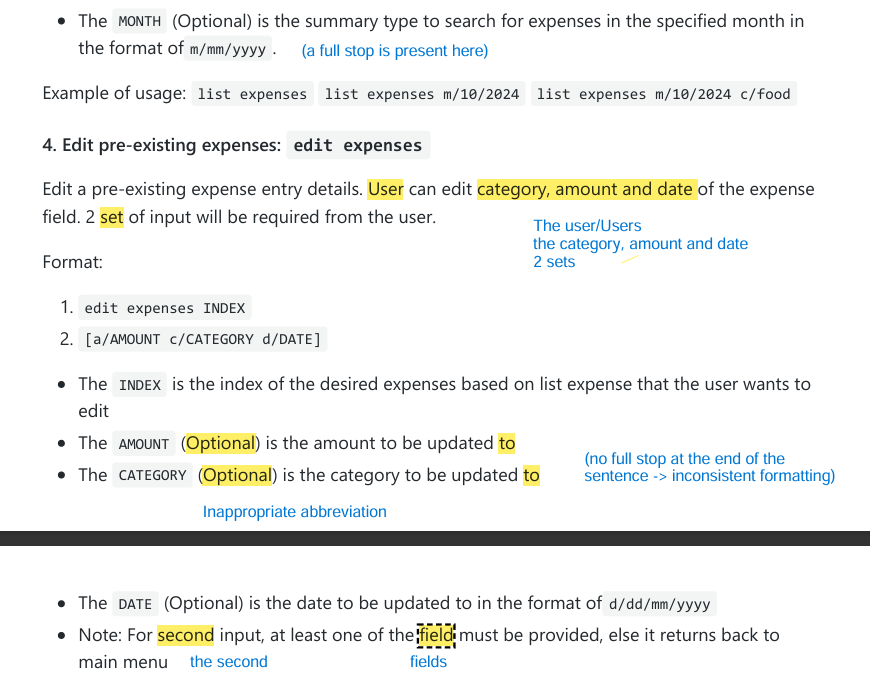 • The MONTH (Optional) is the summary type to search for expenses in the specified month in
the format of m/mm/yyyy . (a full stop is present here)
Example of usage: list expenses list expenses m/10/2024 list expenses m/10/2024 c/food
4. Edit pre-existing expenses: edit expenses
Edit a pre-existing expense entry details. User can edit category, amount and date of the expense
field. 2 set of input will be required from the user.
The user/Users
the category, amount and date
2 sets
Format:
1. edit expenses INDEX
2. [a/AMOUNT c/CATEGORY d/DATE]
• The INDEX is the index of the desired expenses based on list expense that the user wants to
edit
• The AMOUNT (Optional) is the amount to be updated to
• The CATEGORY (Optional) is the category to be updated to
(no full stop at the end of the
sentence -> inconsistent formatting)
Inappropriate abbreviation
• The DATE (Optional) is the date to be updated to in the format of d/dd/mm/yyyy
• Note: For second input, at least one of the field must be provided, else it returns back to
main menu the second fields